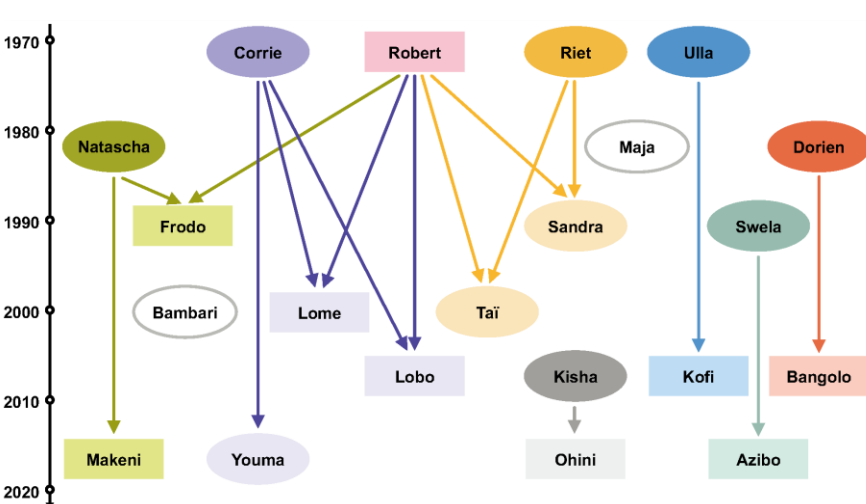 1970
Corrie
Robert
Riet
Ulla
1980
Natascha
Maja
Dorien
1990
Frodo
Sandra
Swela
2000
Bambari
Lome
Taï
Lobo
Kisha
Kofi
Bangolo
2010
Makeni
Youma
Ohini
Azibo
2020